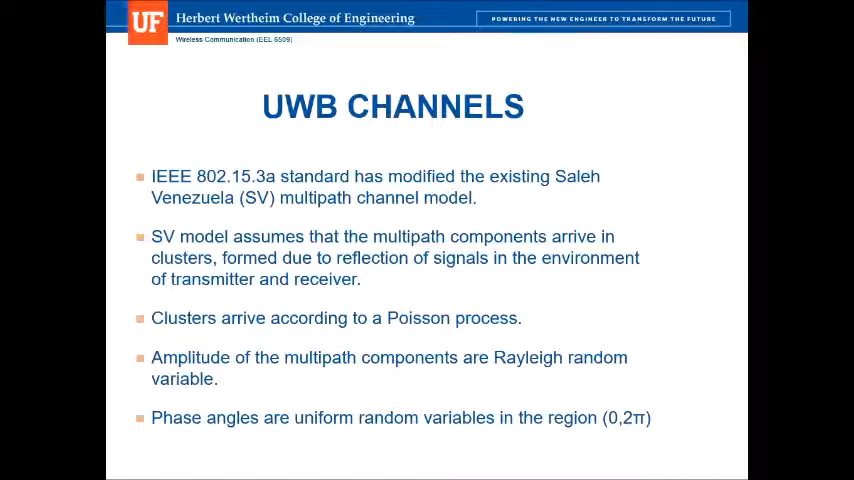 UF Herbert Wertheim College of Engineering POWERING THE NEW ENGINEER TO TRANSFORM THE FUTURE
Wireless Communication (EEL 6509)
UWB CHANNELS
IEEE 802.15.3a standard has modified the existing Saleh
Venezuela (SV) multipath channel model.
SV model assumes that the multipath components arrive in
clusters, formed due to reflection of signals in the environment
of transmitter and receiver.
Clusters arrive according to a Poisson process.
Amplitude of the multipath components are Rayleigh random
variable.
Phase angles are uniform random variables in the region (0,2π)